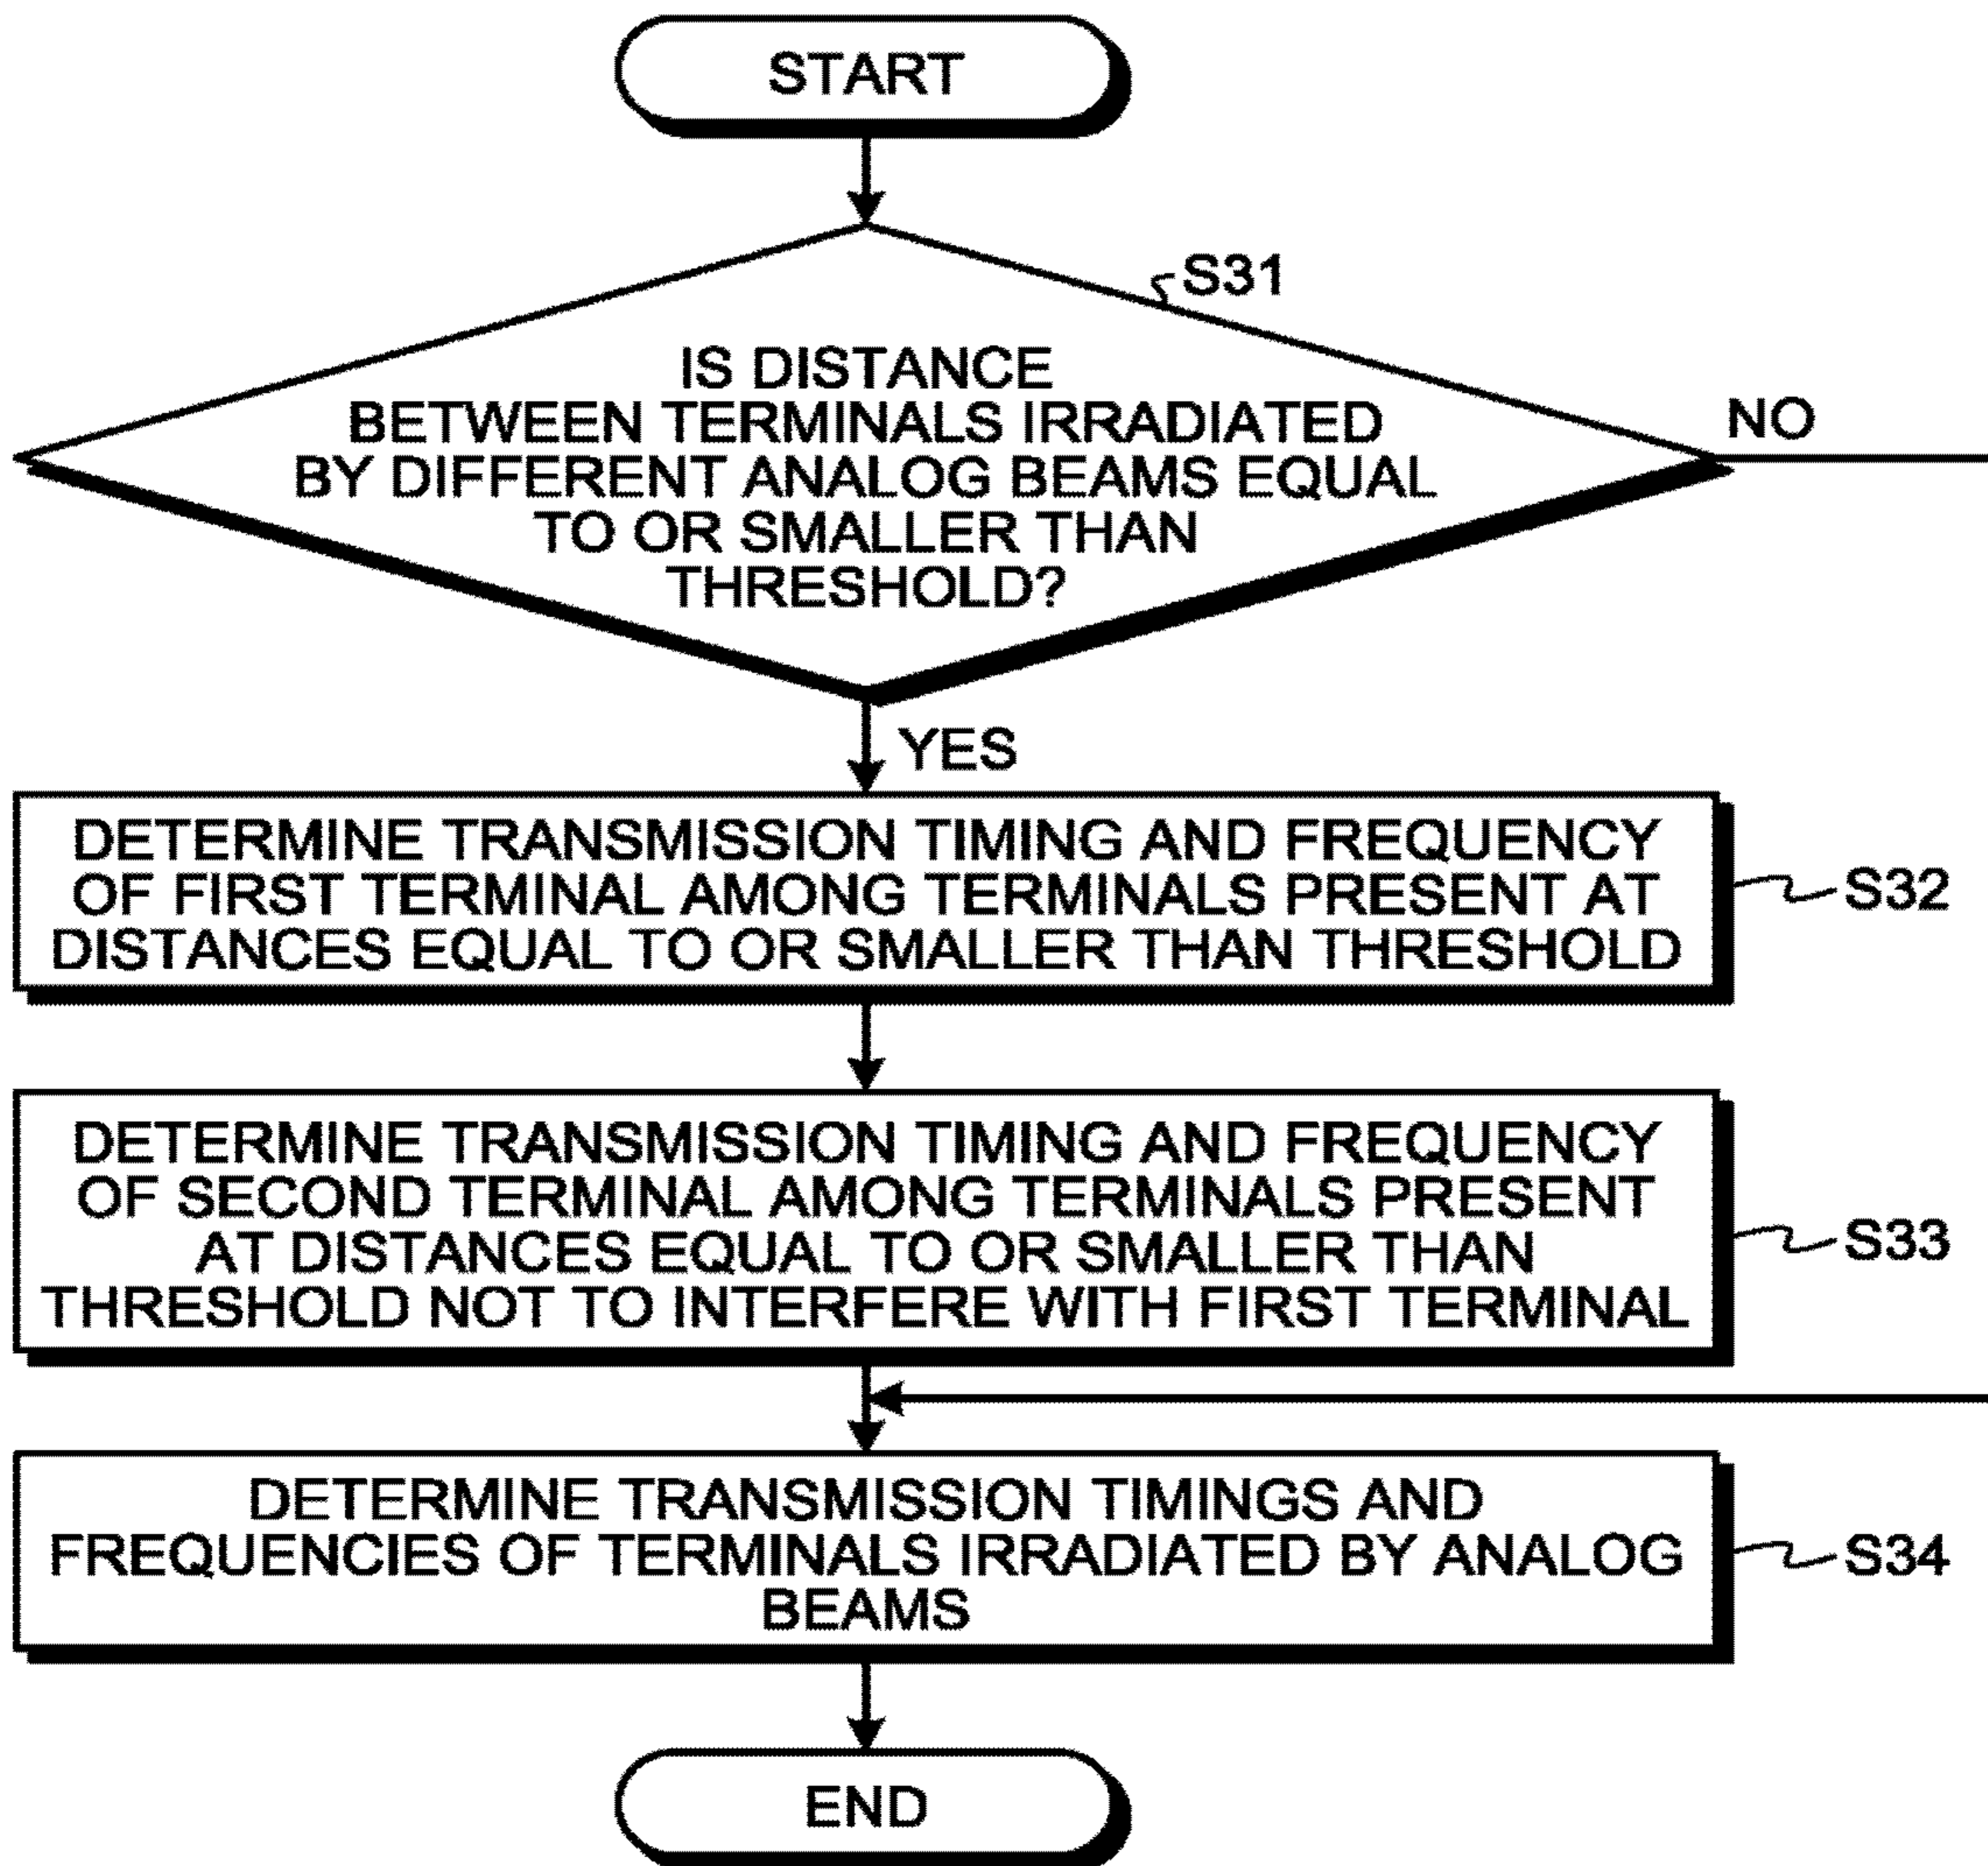 START
S31
IS DISTANCE
BETWEEN TERMINALS IRRADIATED
BY DIFFERENT ANALOG BEAMS EQUAL
TO OR SMALLER THAN
THRESHOLD?
NO
YES
DETERMINE TRANSMISSION TIMING AND FREQUENCY
OF FIRST TERMINAL AMONG TERMINALS PRESENT AT
DISTANCES EQUAL TO OR SMALLER THAN THRESHOLD
S32
DETERMINE TRANSMISSION TIMING AND FREQUENCY
OF SECOND TERMINAL AMONG TERMINALS PRESENT
AT DISTANCES EQUAL TO OR SMALLER THAN
THRESHOLD NOT TO INTERFERE WITH FIRST TERMINAL
S33
DETERMINE TRANSMISSION TIMINGS AND
FREQUENCIES OF TERMINALS IRRADIATED BY ANALOG
BEAMS
S34
END